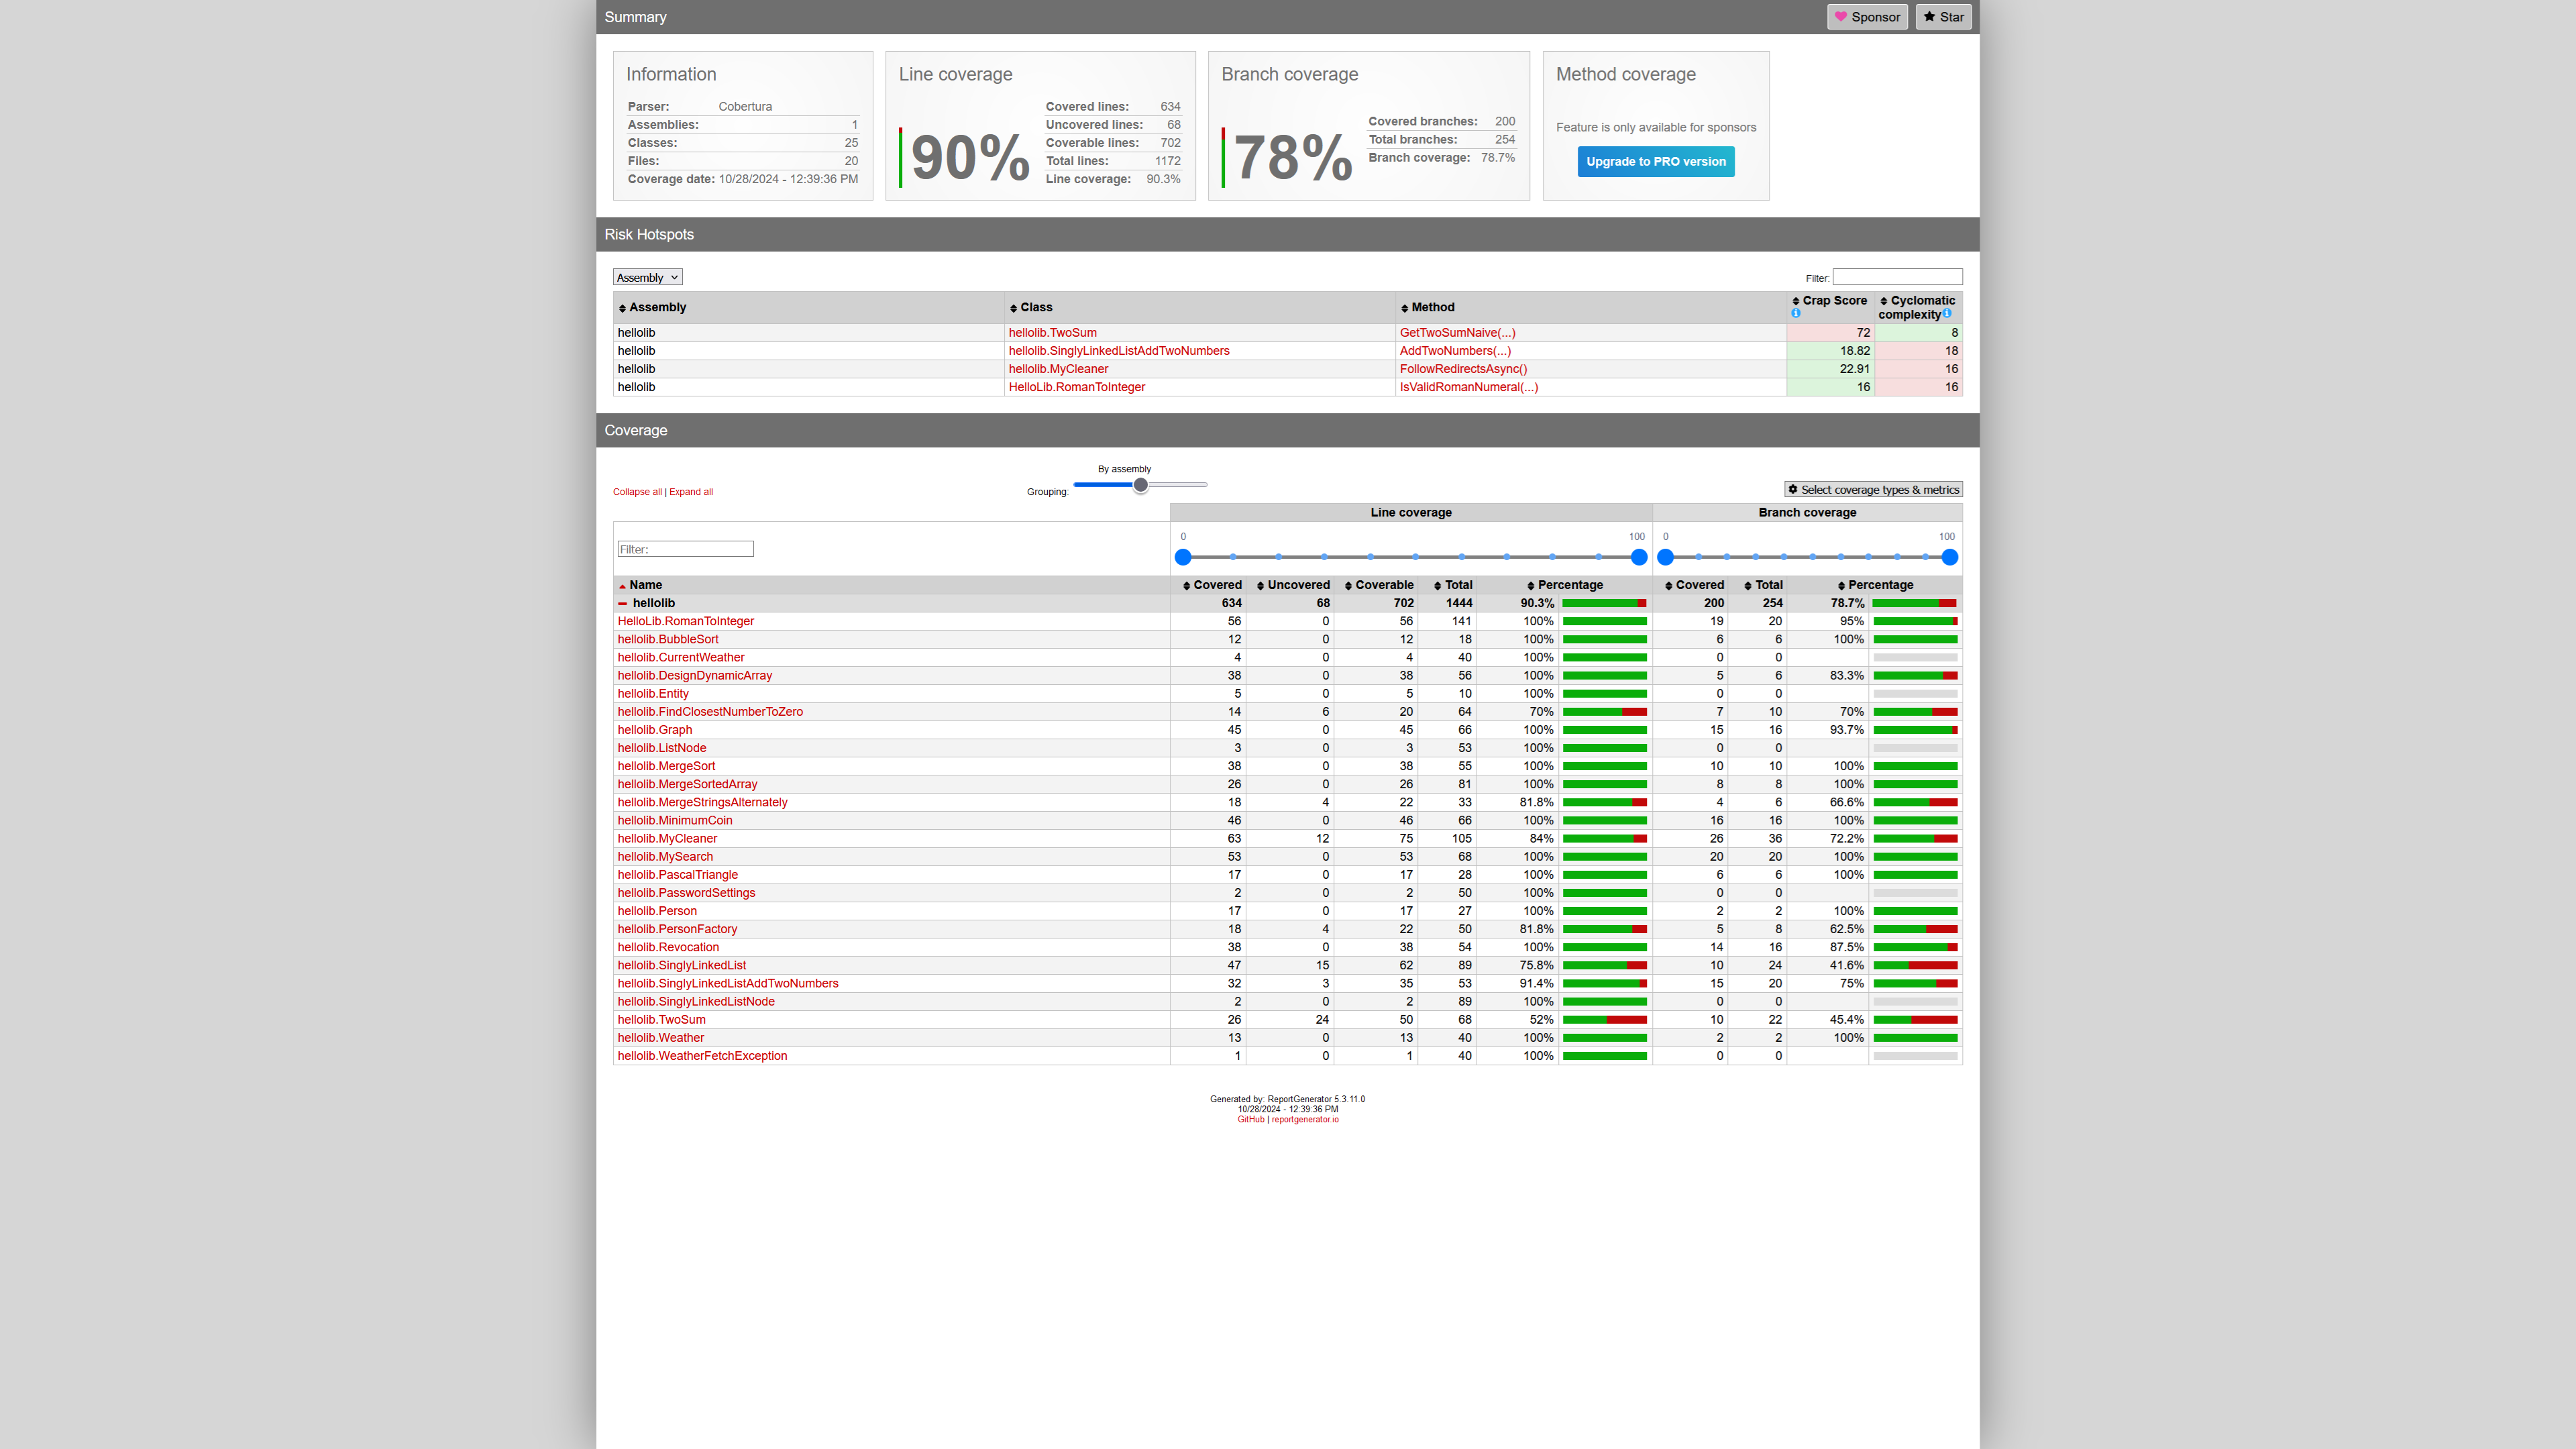 Summary
Sponsor Star
Information
Parser: Cobertura
Assemblies: 1
Classes: 25
Files: 20
Coverage date: 10/28/2024 - 12:39:36 PM
Line coverage
90%
Covered lines: 634
Uncovered lines: 68
Coverable lines: 702
Total lines: 1172
Line coverage: 90.3%
Branch coverage
78%
Covered branches: 200
Total branches: 254
Branch coverage: 78.7%
Method coverage
Feature is only available for sponsors
Upgrade to PRO version
Risk Hotspots
Assembly Filter:
Assembly Class Method Crap Score Cyclomatic complexity
hellolib hellolib.TwoSum GetTwoSumNaive(...) 72 8
hellolib hellolib.SinglyLinkedListAddTwoNumbers AddTwoNumbers(...) 18.82 18
hellolib hellolib.MyCleaner FollowRedirectsAsync() 22.91 16
hellolib HelloLib.RomanToInteger IsValidRomanNumeral(...) 16 16
Coverage
By assembly
Collapse all | Expand all Grouping: Select coverage types & metrics
Line coverage Branch coverage
0 100 0 100
Filter:
Name Covered Uncovered Coverable Total Percentage Covered Total Percentage
hellolib 634 68 702 1444 90.3% 200 254 78.7%
HelloLib.RomanToInteger 56 0 56 141 100% 19 20 95%
hellolib.BubbleSort 12 0 12 18 100% 6 6 100%
hellolib.CurrentWeather 4 0 4 40 100% 0 0
hellolib.DesignDynamicArray 38 0 38 56 100% 5 6 83.3%
hellolib.Entity 5 0 5 10 100% 0 0
hellolib.FindClosestNumberToZero 14 6 20 64 70% 7 10 70%
hellolib.Graph 45 0 45 66 100% 15 16 93.7%
hellolib.ListNode 3 0 3 53 100% 0 0
hellolib.MergeSort 38 0 38 55 100% 10 10 100%
hellolib.MergeSortedArray 26 0 26 81 100% 8 8 100%
hellolib.MergeStringsAlternately 18 4 22 33 81.8% 4 6 66.6%
hellolib.MinimumCoin 46 0 46 66 100% 16 16 100%
hellolib.MyCleaner 63 12 75 105 84% 26 36 72.2%
hellolib.MySearch 53 0 53 68 100% 20 20 100%
hellolib.PascalTriangle 17 0 17 28 100% 6 6 100%
hellolib.PasswordSettings 2 0 2 50 100% 0 0
hellolib.Person 17 0 17 27 100% 2 2 100%
hellolib.PersonFactory 18 4 22 50 81.8% 5 8 62.5%
hellolib.Revocation 38 0 38 54 100% 14 16 87.5%
hellolib.SinglyLinkedList 47 15 62 89 75.8% 10 24 41.6%
hellolib.SinglyLinkedListAddTwoNumbers 32 3 35 53 91.4% 15 20 75%
hellolib.SinglyLinkedListNode 2 0 2 89 100% 0 0
hellolib.TwoSum 26 24 50 68 52% 10 22 45.4%
hellolib.Weather 13 0 13 40 100% 2 2 100%
hellolib.WeatherFetchException 1 0 1 40 100% 0 0
Generated by: ReportGenerator 5.3.11.0
10/28/2024 - 12:39:36 PM
GitHub | reportgenerator.io